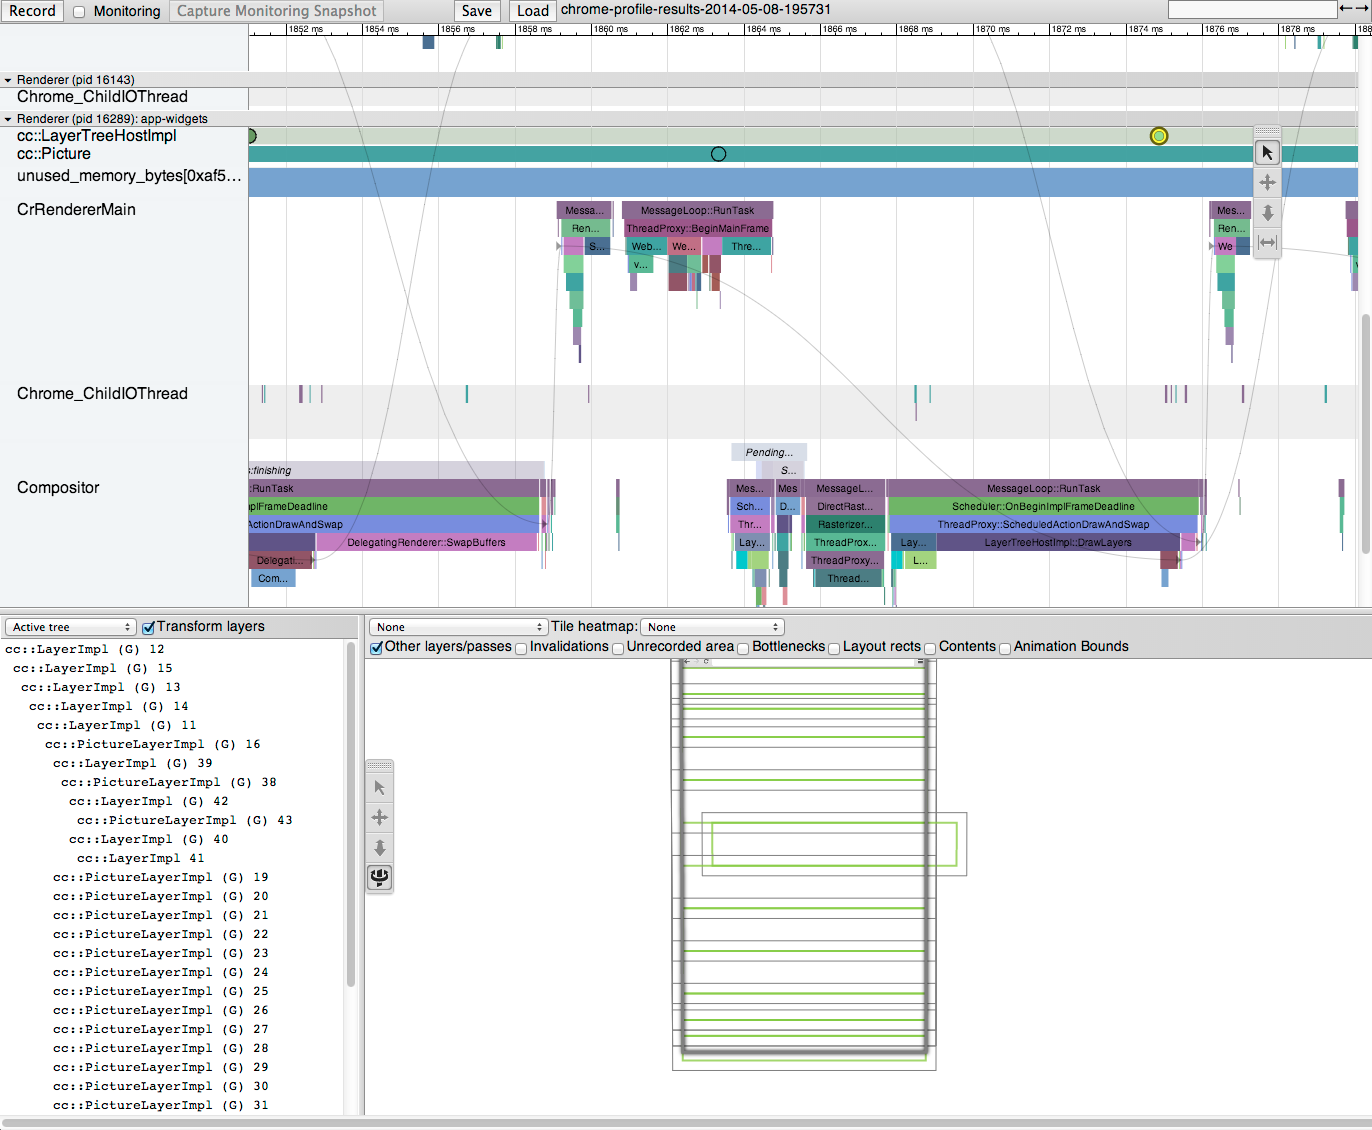 Record Monitoring Capture Monitoring Snapshot Save Load chrome-profile-results-2014-05-08-195731
1852 ms 1854 ms 1856 ms 1858 ms 1860 ms 1862 ms 1864 ms 1866 ms 1868 ms 1870 ms 1872 ms 1874 ms 1876 ms 1878 ms 188
Renderer (pid 16143)
Chrome_ChildIOThread
Renderer (pid 16289): app-widgets
cc::LayerTreeHostImpl
cc::Picture
unused_memory_bytes[0xaf5...
CrRendererMain
Messa... MessageLoop::RunTask Mes...
Ren... ThreadProxy::BeginMainFrame Ren...
S... Web... We... Thre... We
v...
Chrome_ChildIOThread
Pending...
:finishing S...
Compositor
:RunTask Mes... Mes MessageL... MessageLoop::RunTask
plFrameDeadline Sch... D... DirectRast... Scheduler::OnBeginImplFrameDeadline
ActionDrawAndSwap Thr... Rasterizer... ThreadProxy::ScheduledActionDrawAndSwap
DelegatingRenderer::SwapBuffers Lay... ThreadProx... Lay... LayerTreeHostImpl::DrawLayers
Delegati... ThreadProxy... L...
Com... Thread...
Active tree Transform layers None Tile heatmap: None
Other layers/passes Invalidations Unrecorded area Bottlenecks Layout rects Contents Animation Bounds
cc::LayerImpl (G) 12
cc::LayerImpl (G) 15
cc::LayerImpl (G) 13
cc::LayerImpl (G) 14
cc::LayerImpl (G) 11
cc::PictureLayerImpl (G) 16
cc::LayerImpl (G) 39
cc::PictureLayerImpl (G) 38
cc::LayerImpl (G) 42
cc::PictureLayerImpl (G) 43
cc::LayerImpl (G) 40
cc::LayerImpl 41
cc::PictureLayerImpl (G) 19
cc::PictureLayerImpl (G) 20
cc::PictureLayerImpl (G) 21
cc::PictureLayerImpl (G) 22
cc::PictureLayerImpl (G) 23
cc::PictureLayerImpl (G) 24
cc::PictureLayerImpl (G) 25
cc::PictureLayerImpl (G) 26
cc::PictureLayerImpl (G) 27
cc::PictureLayerImpl (G) 28
cc::PictureLayerImpl (G) 29
cc::PictureLayerImpl (G) 30
cc::PictureLayerImpl (G) 31